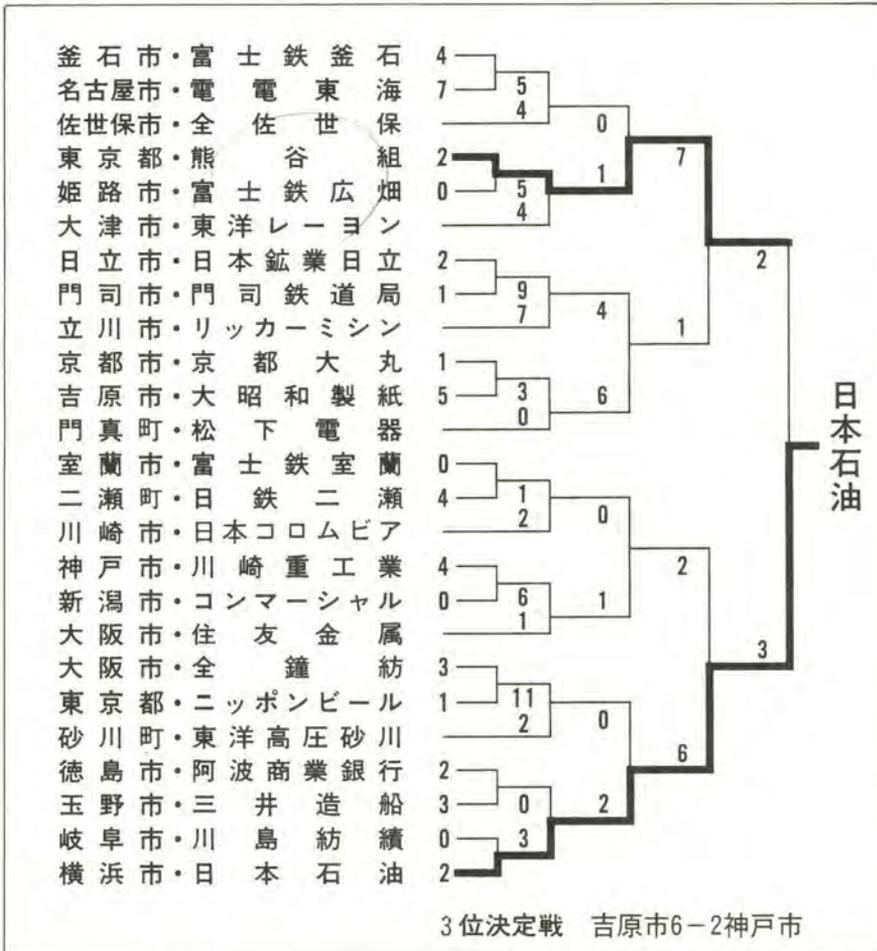 釜石市・富士鉄釜石 4
名古屋市・電電東海 7
5
4
佐世保市・全佐世保
0
東京都・熊谷組 2
7
姫路市・富士鉄広畑 0
5
1
4
大津市・東洋レーヨン
2
日立市・日本鉱業日立 2
門司市・門司鉄道局 1
9
4
7
立川市・リッカーミシン
1
京都市・京都大丸 1
吉原市・大昭和製紙 5
3
6
0
門真町・松下電器
日本石油
室蘭市・富士鉄室蘭 0
二瀬町・日鉄二瀬 4
1
0
2
川崎市・日本コロムビア
2
神戸市・川崎重工業 4
新潟市・コンマーシャル 0
6
1
1
大阪市・住友金属
3
大阪市・全鐘紡 3
東京都・ニッポンビール 1
11
0
2
砂川町・東洋高圧砂川
6
徳島市・阿波商業銀行 2
玉野市・三井造船 3
0
2
岐阜市・川島紡績 0
3
横浜市・日本石油 2
3位決定戦 吉原市6-2神戸市